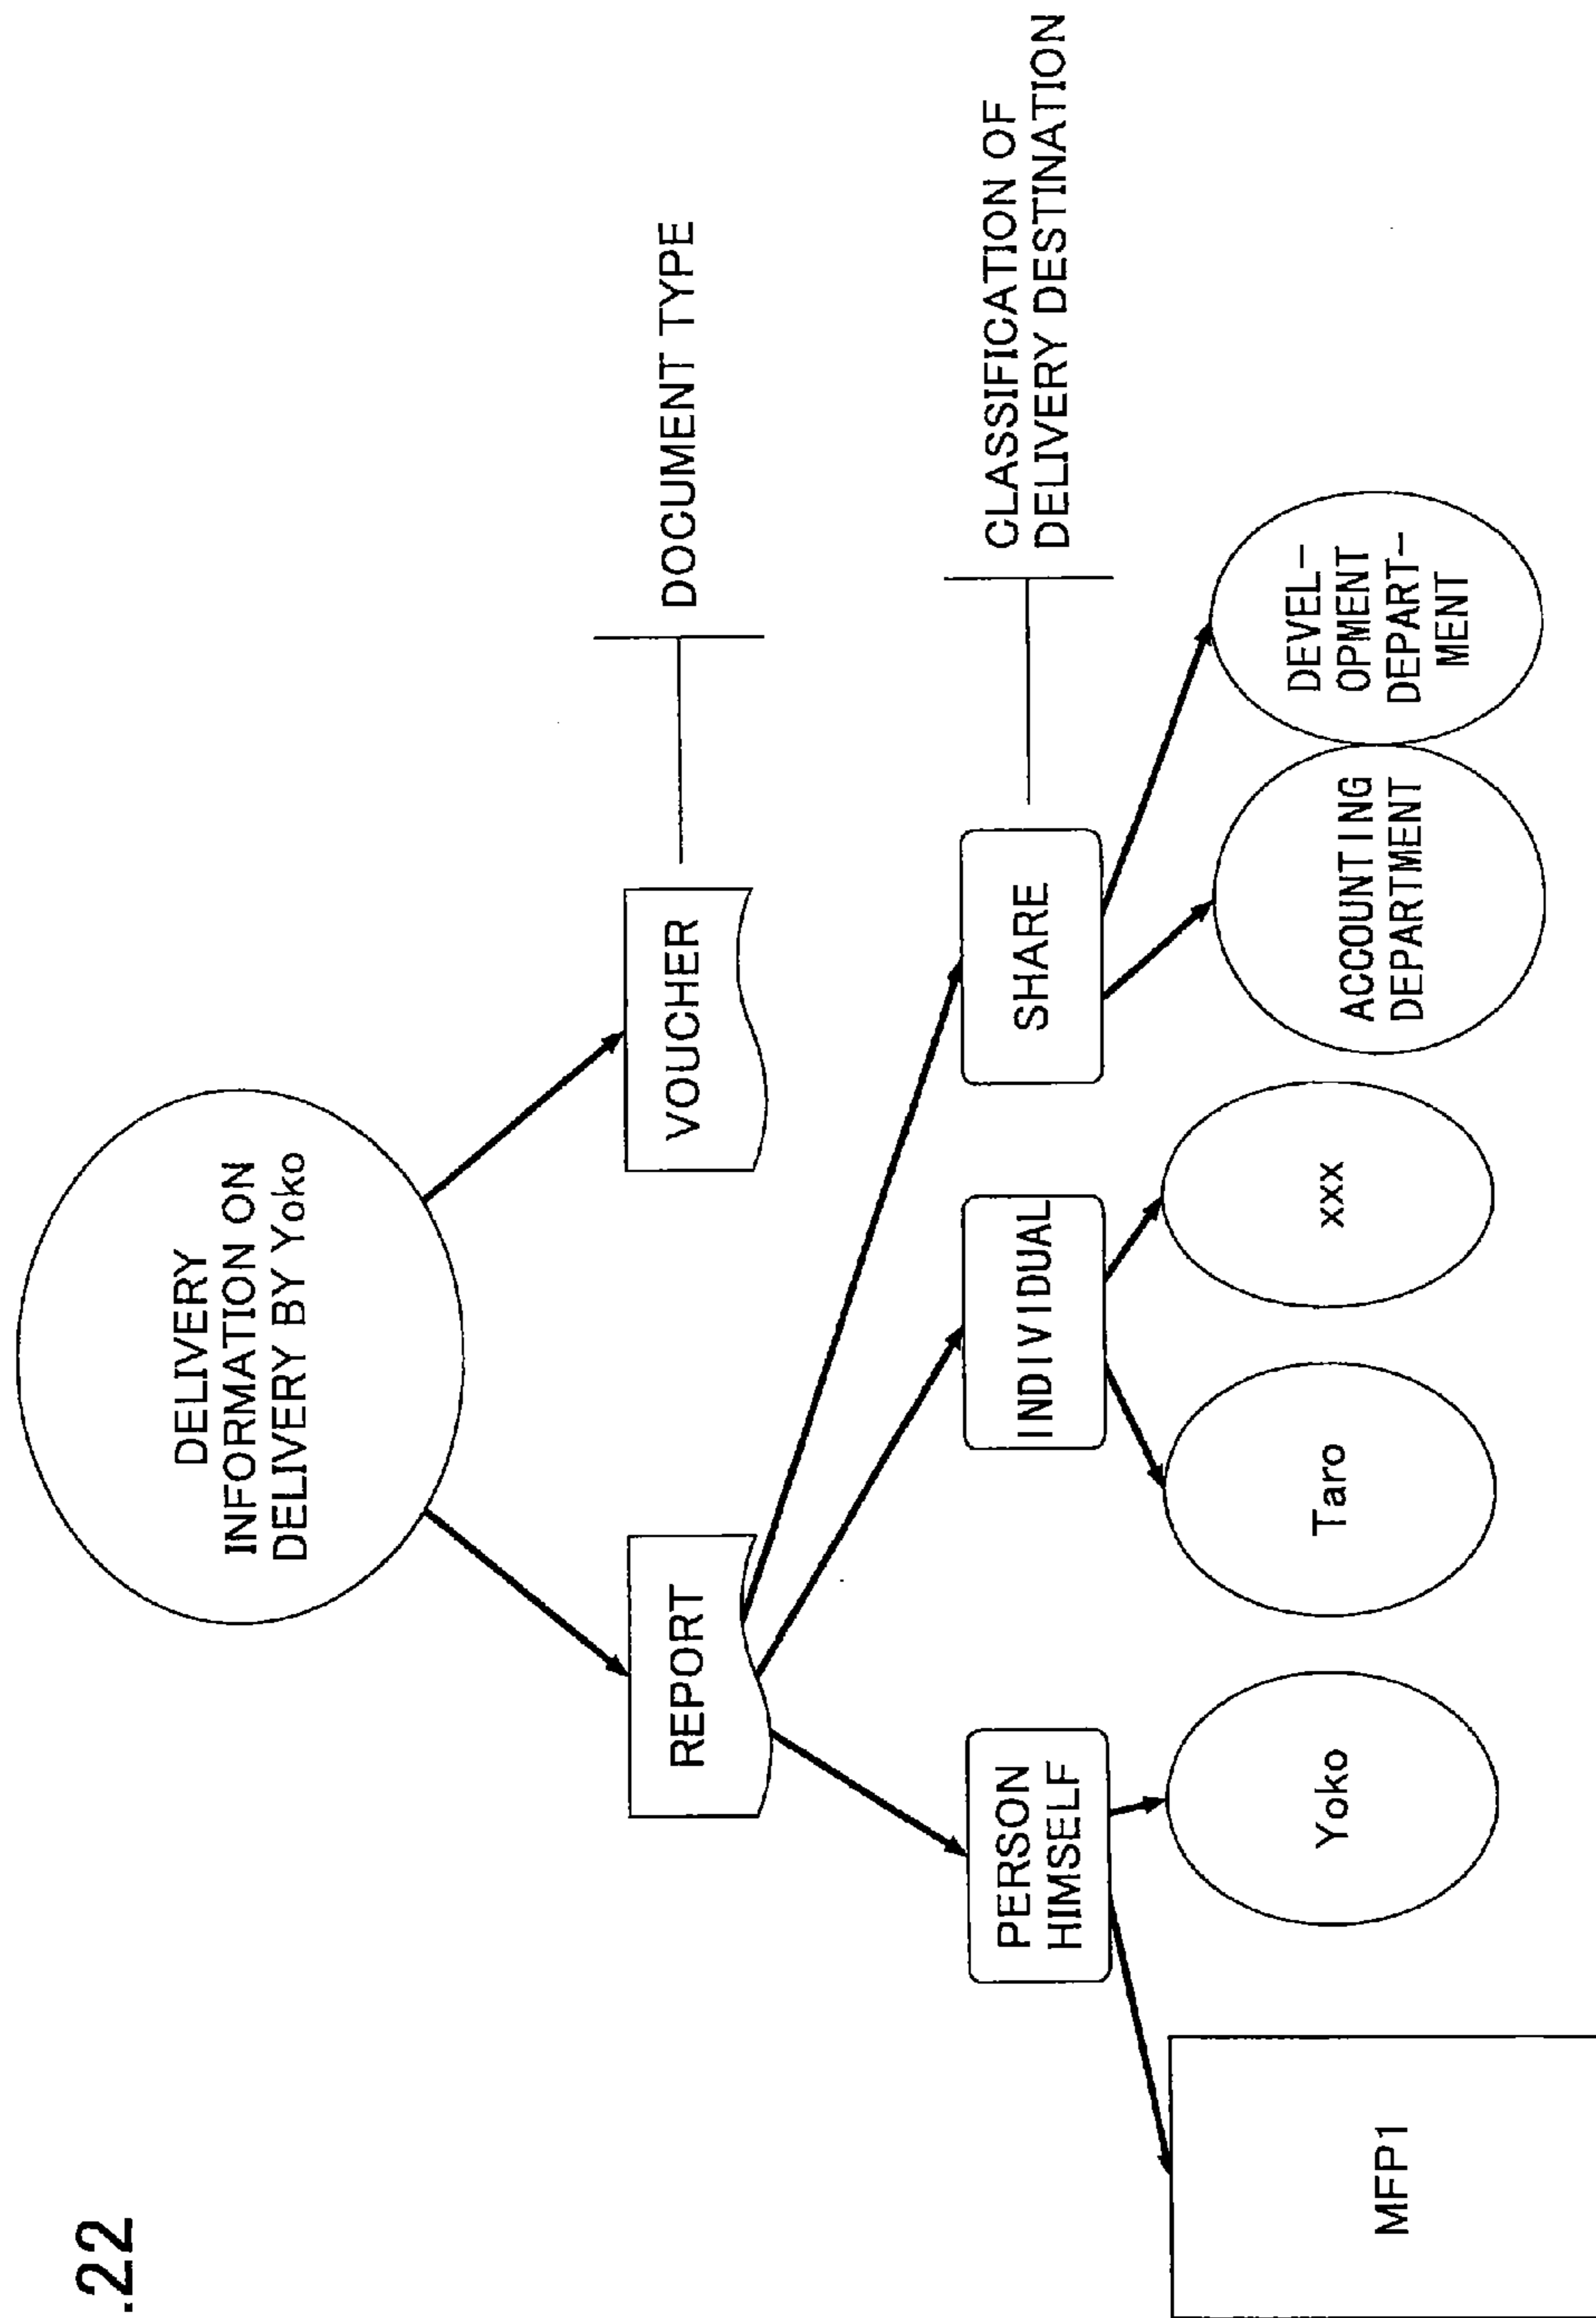 .22
DELIVERY
INFORMATION ON
DELIVERY BY Yoko
REPORT
VOUCHER
DOCUMENT TYPE
PERSON
HIMSELF
INDIVIDUAL
SHARE
CLASSIFICATION OF
DELIVERY DESTINATION
MFP1
Yoko
Taro
xxx
ACCOUNTING
DEPARTMENT
DEVEL-
OPMENT
DEPART-
MENT